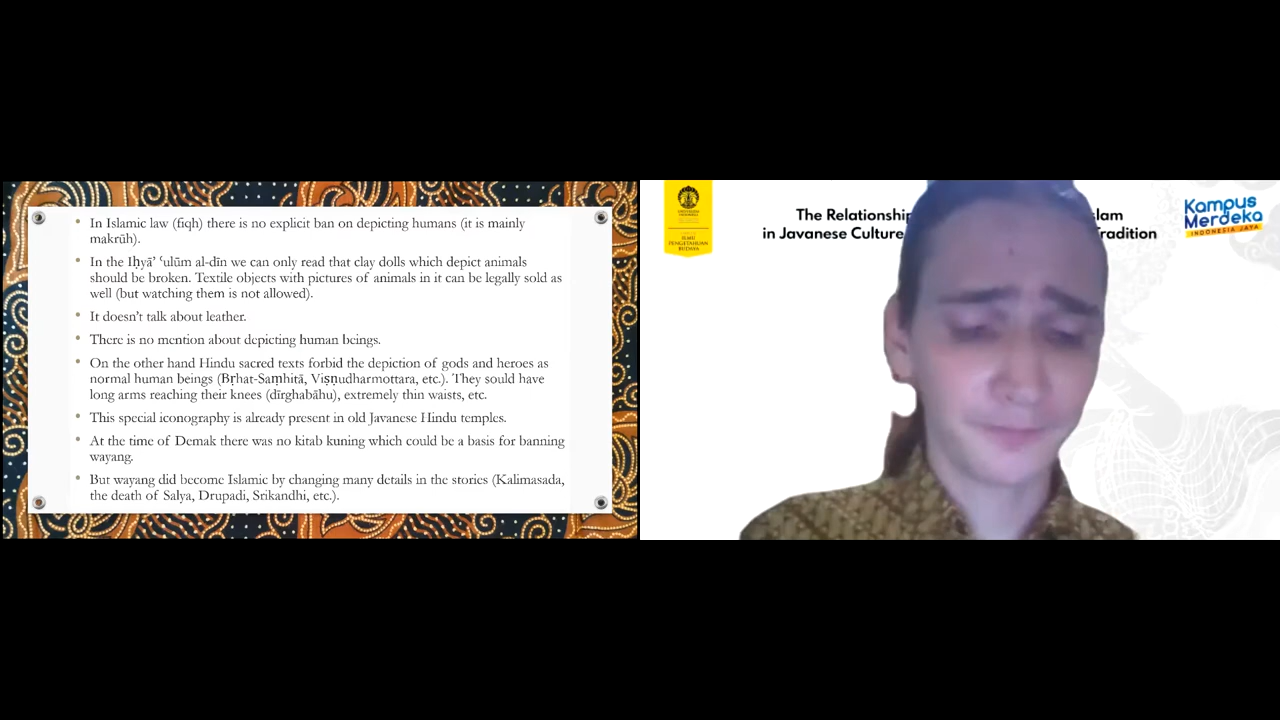 In Islamic law (fiqh) there is no explicit ban on depicting humans (it is mainly
makrūh).
In the Iḥyā' 'ulūm al-dīn we can only read that clay dolls which depict animals
should be broken. Textile objects with pictures of animals in it can be legally sold as
well (but watching them is not allowed).
It doesn't talk about leather.
There is no mention about depicting human beings.
On the other hand Hindu sacred texts forbid the depiction of gods and heroes as
normal human beings (Bṛhat-Saṃhitā, Viṣṇudharmottara, etc.). They sould have
long arms reaching their knees (dīrghabāhu), extremely thin waists, etc.
This special iconography is already present in old Javanese Hindu temples.
At the time of Demak there was no kitab kuning which could be a basis for banning
wayang.
But wayang did become Islamic by changing many details in the stories (Kalimasada,
the death of Salya, Drupadi, Srikandhi, etc.).
The Relationship slam
in Javanese Culture Tradition
ILMU
PENGETAHUAN
BUDAYA
Kampus
Merdeka
INDONESIA JAYA